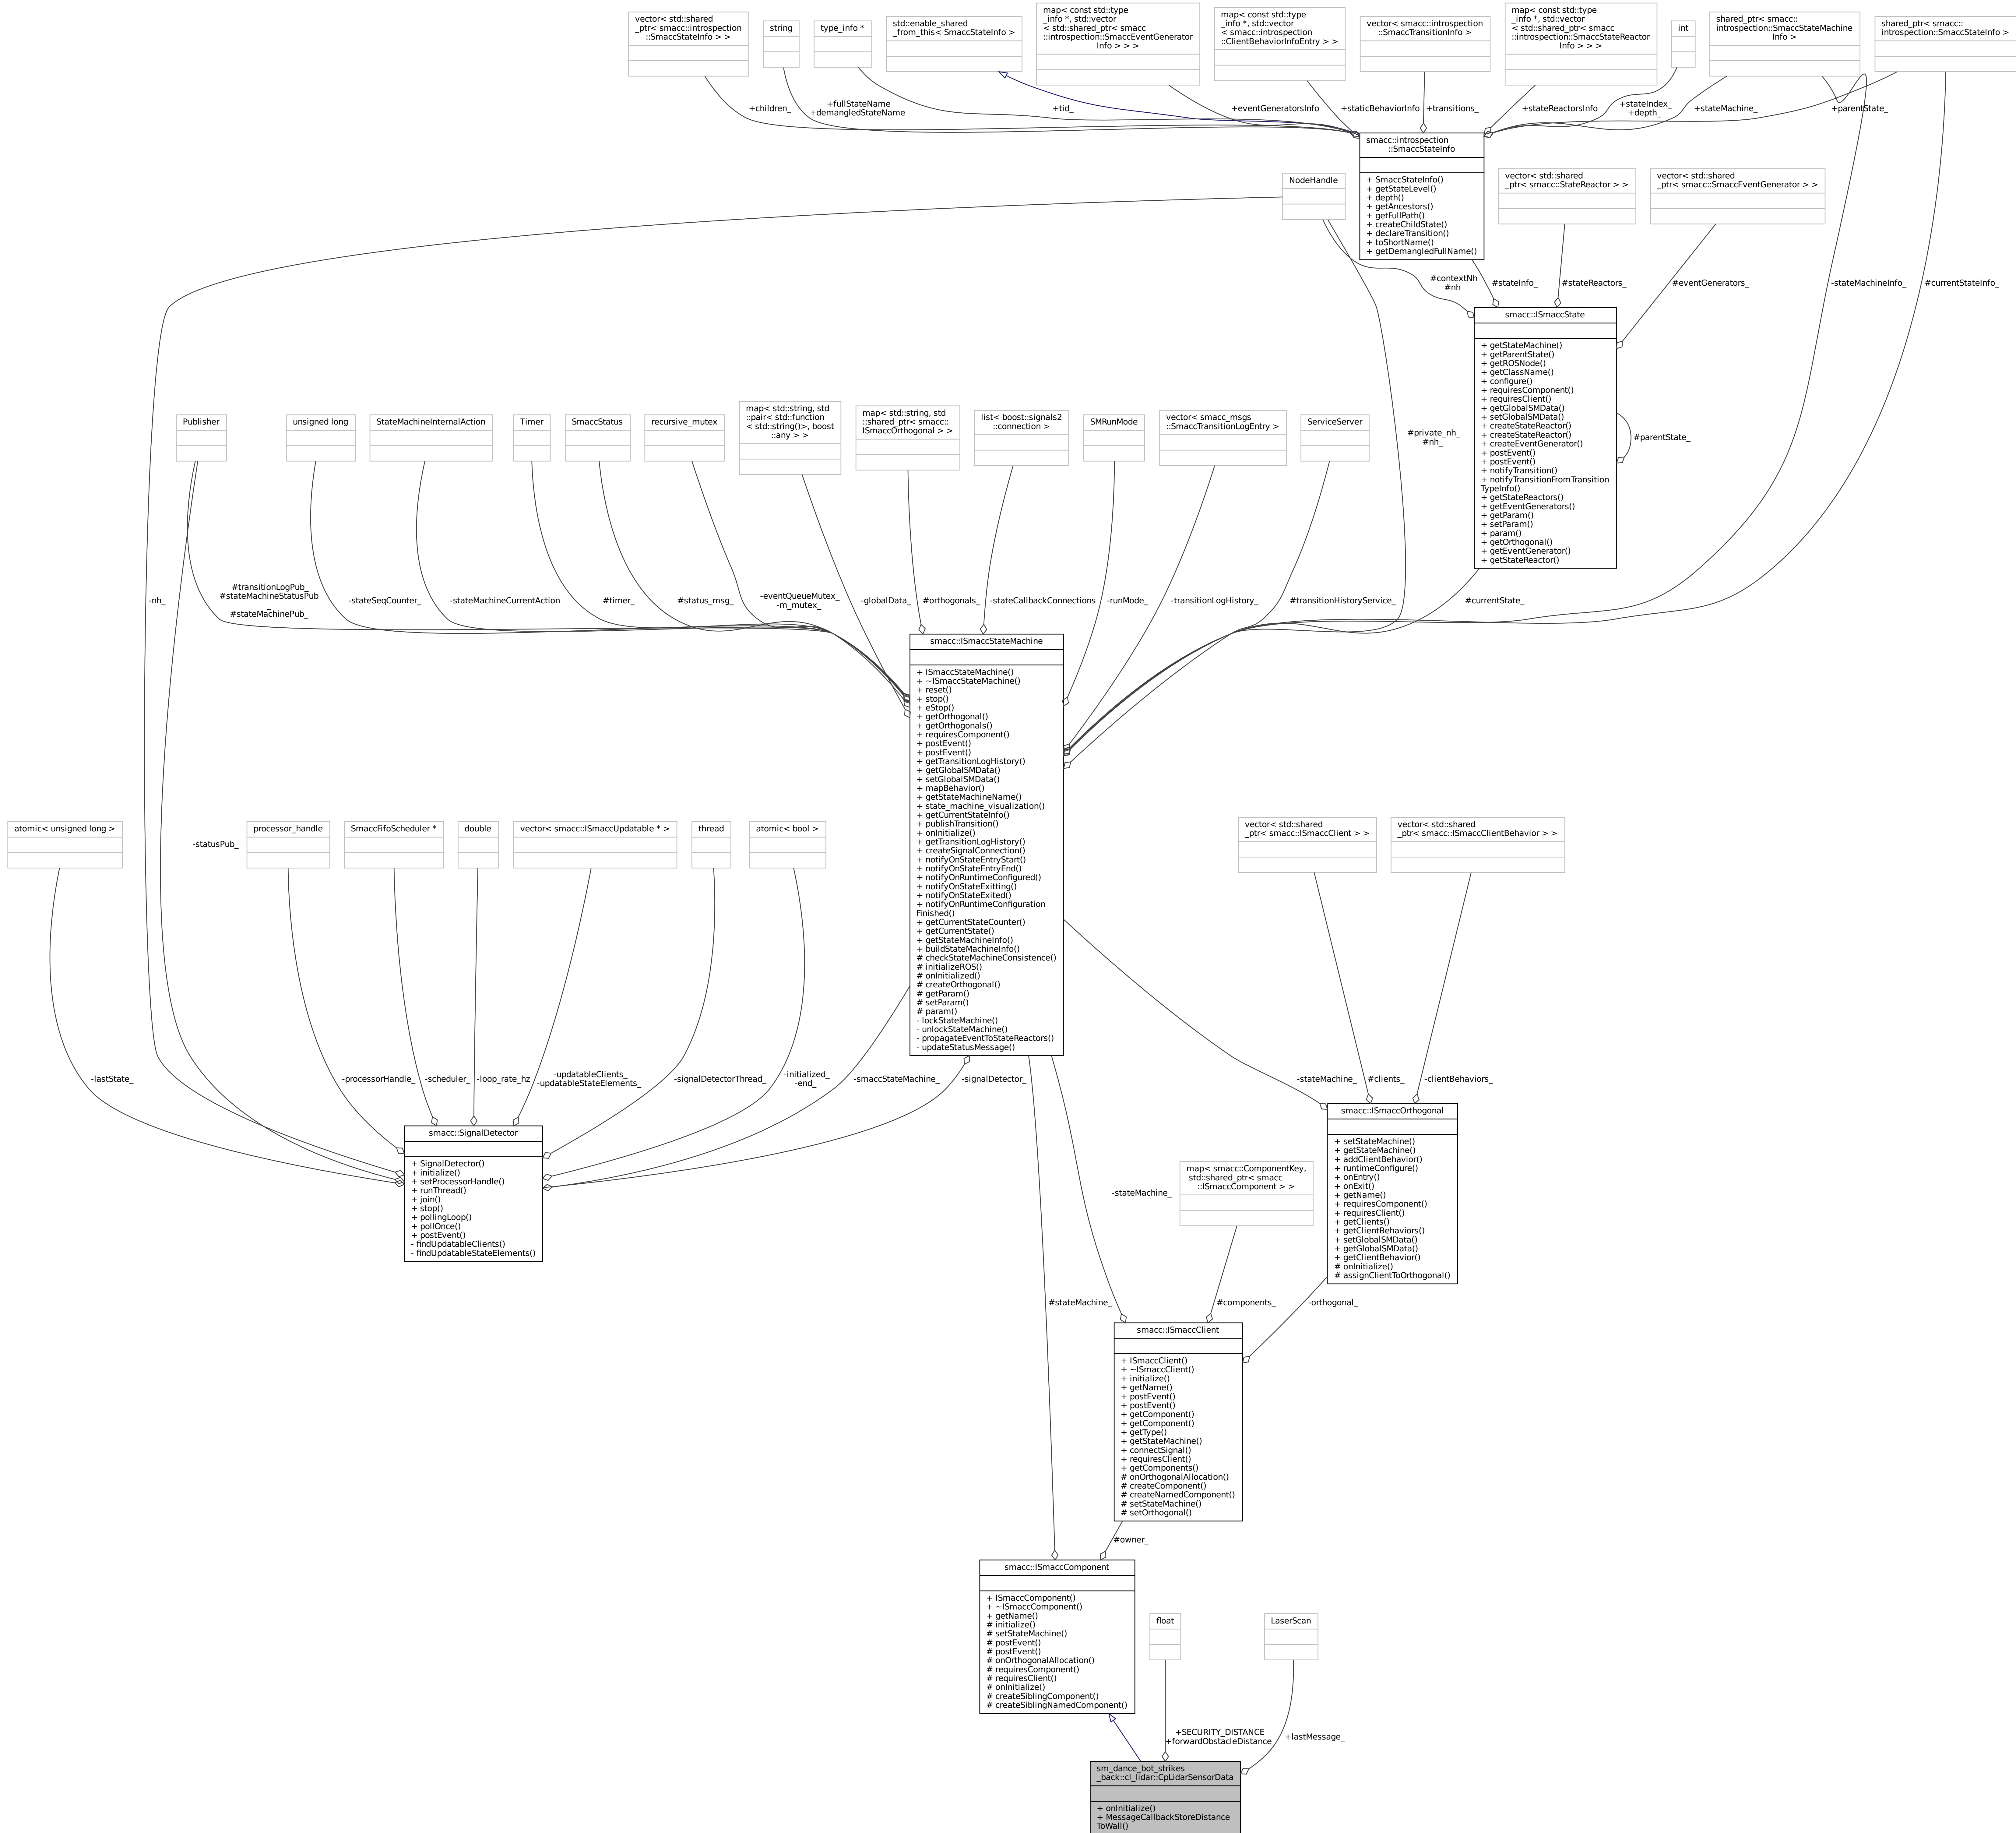 vector< std::shared
_ptr< smacc::introspection
::SmaccStateInfo > >
string
type_info *
std::enable_shared
_from_this< SmaccStateInfo >
map< const std::type
_info *, std::vector
< std::shared_ptr< smacc
::introspection::SmaccEventGenerator
Info > > >
map< const std::type
_info *, std::vector
< smacc::introspection
::ClientBehaviorInfoEntry > >
vector< smacc::introspection
::SmaccTransitionInfo >
map< const std::type
_info *, std::vector
< std::shared_ptr< smacc
::introspection::SmaccStateReactor
Info > > >
int
shared_ptr< smacc::
introspection::SmaccStateMachine
Info >
shared_ptr< smacc::
introspection::SmaccStateInfo >
+children_
+fullStateName
+demangledStateName
+tid_
+eventGeneratorsInfo
+staticBehaviorInfo
+transitions_
+stateReactorsInfo
+stateIndex_
+depth_
+stateMachine_
+parentState_
smacc::introspection
::SmaccStateInfo
+ SmaccStateInfo()
+ getStateLevel()
+ depth()
+ getAncestors()
+ getFullPath()
+ createChildState()
+ declareTransition()
+ toShortName()
+ getDemangledFullName()
NodeHandle
vector< std::shared
_ptr< smacc::StateReactor > >
vector< std::shared
_ptr< smacc::SmaccEventGenerator > >
#contextNh
#nh
#stateInfo_
#stateReactors_
#eventGenerators_
-stateMachineInfo_
#currentStateInfo_
smacc::ISmaccState
+ getStateMachine()
+ getParentState()
+ getROSNode()
+ getClassName()
+ configure()
+ requiresComponent()
+ requiresClient()
+ getGlobalSMData()
+ setGlobalSMData()
+ createStateReactor()
+ createStateReactor()
+ createEventGenerator()
+ postEvent()
+ postEvent()
+ notifyTransition()
+ notifyTransitionFromTransition
TypeInfo()
+ getStateReactors()
+ getEventGenerators()
+ getParam()
+ setParam()
+ param()
+ getOrthogonal()
+ getEventGenerator()
+ getStateReactor()
#parentState_
Publisher
unsigned long
StateMachineInternalAction
Timer
SmaccStatus
recursive_mutex
map< std::string, std
::pair< std::function
< std::string()>, boost
::any > >
map< std::string, std
::shared_ptr< smacc::
ISmaccOrthogonal > >
list< boost::signals2
::connection >
SMRunMode
vector< smacc_msgs
::SmaccTransitionLogEntry >
ServiceServer
#private_nh_
#nh_
-nh_
#transitionLogPub_
#stateMachineStatusPub
_
#stateMachinePub_
-stateSeqCounter_
-stateMachineCurrentAction
#timer_
#status_msg_
-eventQueueMutex_
-m_mutex_
-globalData_
#orthogonals_
-stateCallbackConnections
-runMode_
-transitionLogHistory_
#transitionHistoryService_
#currentState_
smacc::ISmaccStateMachine
+ ISmaccStateMachine()
+ ~ISmaccStateMachine()
+ reset()
+ stop()
+ eStop()
+ getOrthogonal()
+ getOrthogonals()
+ requiresComponent()
+ postEvent()
+ postEvent()
+ getTransitionLogHistory()
+ getGlobalSMData()
+ setGlobalSMData()
+ mapBehavior()
+ getStateMachineName()
+ state_machine_visualization()
+ getCurrentStateInfo()
+ publishTransition()
+ onInitialize()
+ getTransitionLogHistory()
+ createSignalConnection()
+ notifyOnStateEntryStart()
+ notifyOnStateEntryEnd()
+ notifyOnRuntimeConfigured()
+ notifyOnStateExitting()
+ notifyOnStateExited()
+ notifyOnRuntimeConfiguration
Finished()
+ getCurrentStateCounter()
+ getCurrentState()
+ getStateMachineInfo()
+ buildStateMachineInfo()
# checkStateMachineConsistence()
# initializeROS()
# onInitialized()
# createOrthogonal()
# getParam()
# setParam()
# param()
- lockStateMachine()
- unlockStateMachine()
- propagateEventToStateReactors()
- updateStatusMessage()
atomic< unsigned long >
-statusPub_
processor_handle
SmaccFifoScheduler *
double
vector< smacc::ISmaccUpdatable * >
thread
atomic< bool >
vector< std::shared
_ptr< smacc::ISmaccClient > >
vector< std::shared
_ptr< smacc::ISmaccClientBehavior > >
-lastState_
-processorHandle_
-scheduler_
-loop_rate_hz
-updatableClients_
-updatableStateElements_
-signalDetectorThread_
-initialized_
-end_
-smaccStateMachine_
-signalDetector_
-stateMachine_
#clients_
-clientBehaviors_
smacc::SignalDetector
+ SignalDetector()
+ initialize()
+ setProcessorHandle()
+ runThread()
+ join()
+ stop()
+ pollingLoop()
+ pollOnce()
+ postEvent()
- findUpdatableClients()
- findUpdatableStateElements()
smacc::ISmaccOrthogonal
+ setStateMachine()
+ getStateMachine()
+ addClientBehavior()
+ runtimeConfigure()
+ onEntry()
+ onExit()
+ getName()
+ requiresComponent()
+ requiresClient()
+ getClients()
+ getClientBehaviors()
+ setGlobalSMData()
+ getGlobalSMData()
+ getClientBehavior()
# onInitialize()
# assignClientToOrthogonal()
map< smacc::ComponentKey,
std::shared_ptr< smacc
::ISmaccComponent > >
-stateMachine_
#stateMachine_
#components_
-orthogonal_
smacc::ISmaccClient
+ ISmaccClient()
+ ~ISmaccClient()
+ initialize()
+ getName()
+ postEvent()
+ postEvent()
+ getComponent()
+ getComponent()
+ getType()
+ getStateMachine()
+ connectSignal()
+ requiresClient()
+ getComponents()
# onOrthogonalAllocation()
# createComponent()
# createNamedComponent()
# setStateMachine()
# setOrthogonal()
#owner_
smacc::ISmaccComponent
+ ISmaccComponent()
+ ~ISmaccComponent()
+ getName()
# initialize()
# setStateMachine()
# postEvent()
# postEvent()
# onOrthogonalAllocation()
# requiresComponent()
# requiresClient()
# onInitialize()
# createSiblingComponent()
# createSiblingNamedComponent()
float
LaserScan
+SECURITY_DISTANCE
+forwardObstacleDistance
+lastMessage_
sm_dance_bot_strikes
_back::cl_lidar::CpLidarSensorData
+ onInitialize()
+ MessageCallbackStoreDistance
ToWall()